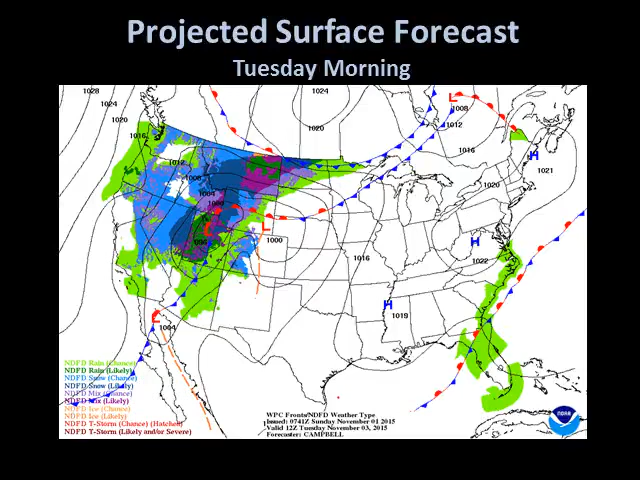 Projected Surface Forecast
Tuesday Morning
1028
1024
1024
1020
1016
1020
L
1008
1012
1016
H
1021
1012
1008
1004
1000
1020
L
L
994
1000
H
1022
1016
L
1004
H
1019
NDFD Rain (Chance)
NDFD Rain (Likely)
NDFD Snow (Chance)
NDFD Snow (Likely)
NDFD Mix (Chance)
NDFD Mix (Likely)
NDFD Ice (Chance)
NDFD Ice (Likely)
NDFD T-Storm (Chance) (Hatched)
NDFD T-Storm (Likely and/or Severe)
WPC Fronts/NDFD Weather Type
Issued: 0741Z Sunday November 01 2015
Valid 12Z Tuesday November 03, 2015
Forecaster: CAMPBELL
NOAA